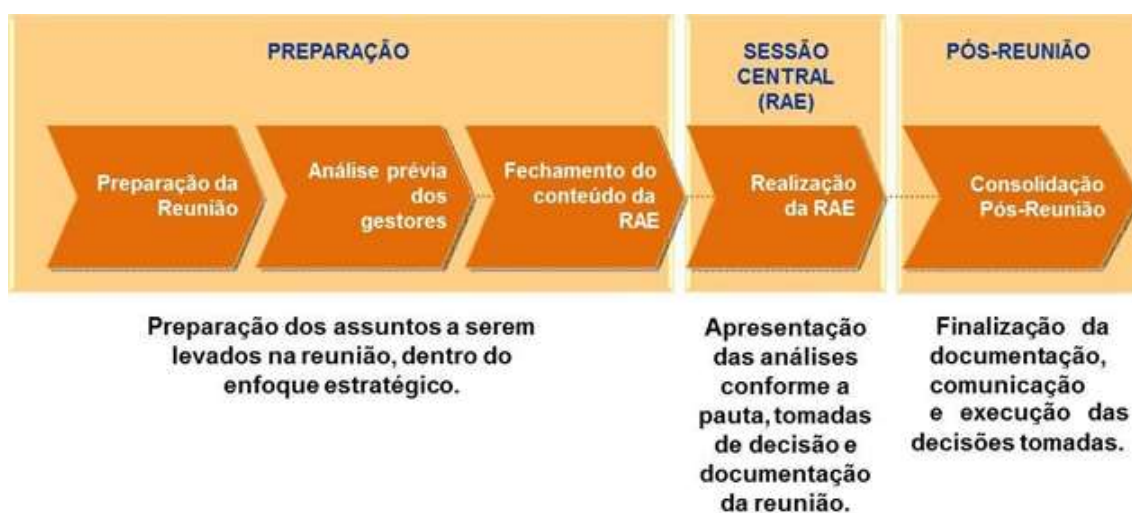 PREPARAÇÃO
SESSÃO
CENTRAL
(RAE)
PÓS-REUNIÃO
Preparação da
Reunião
Análise prévia
dos
gestores
Fechamento do
conteúdo da
RAE
Realização
da RAE
Consolidação
Pós-Reunião
Preparação dos assuntos a serem
levados na reunião, dentro do
enfoque estratégico.
Apresentação
das análises
conforme a
pauta, tomadas
de decisão e
documentação
da reunião.
Finalização da
documentação,
comunicação
e execução das
decisões tomadas.